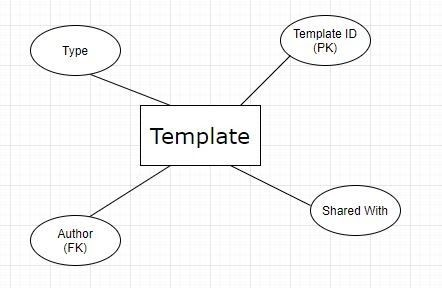 Type
Template ID
(PK)
Template
Author
(FK)
Shared With